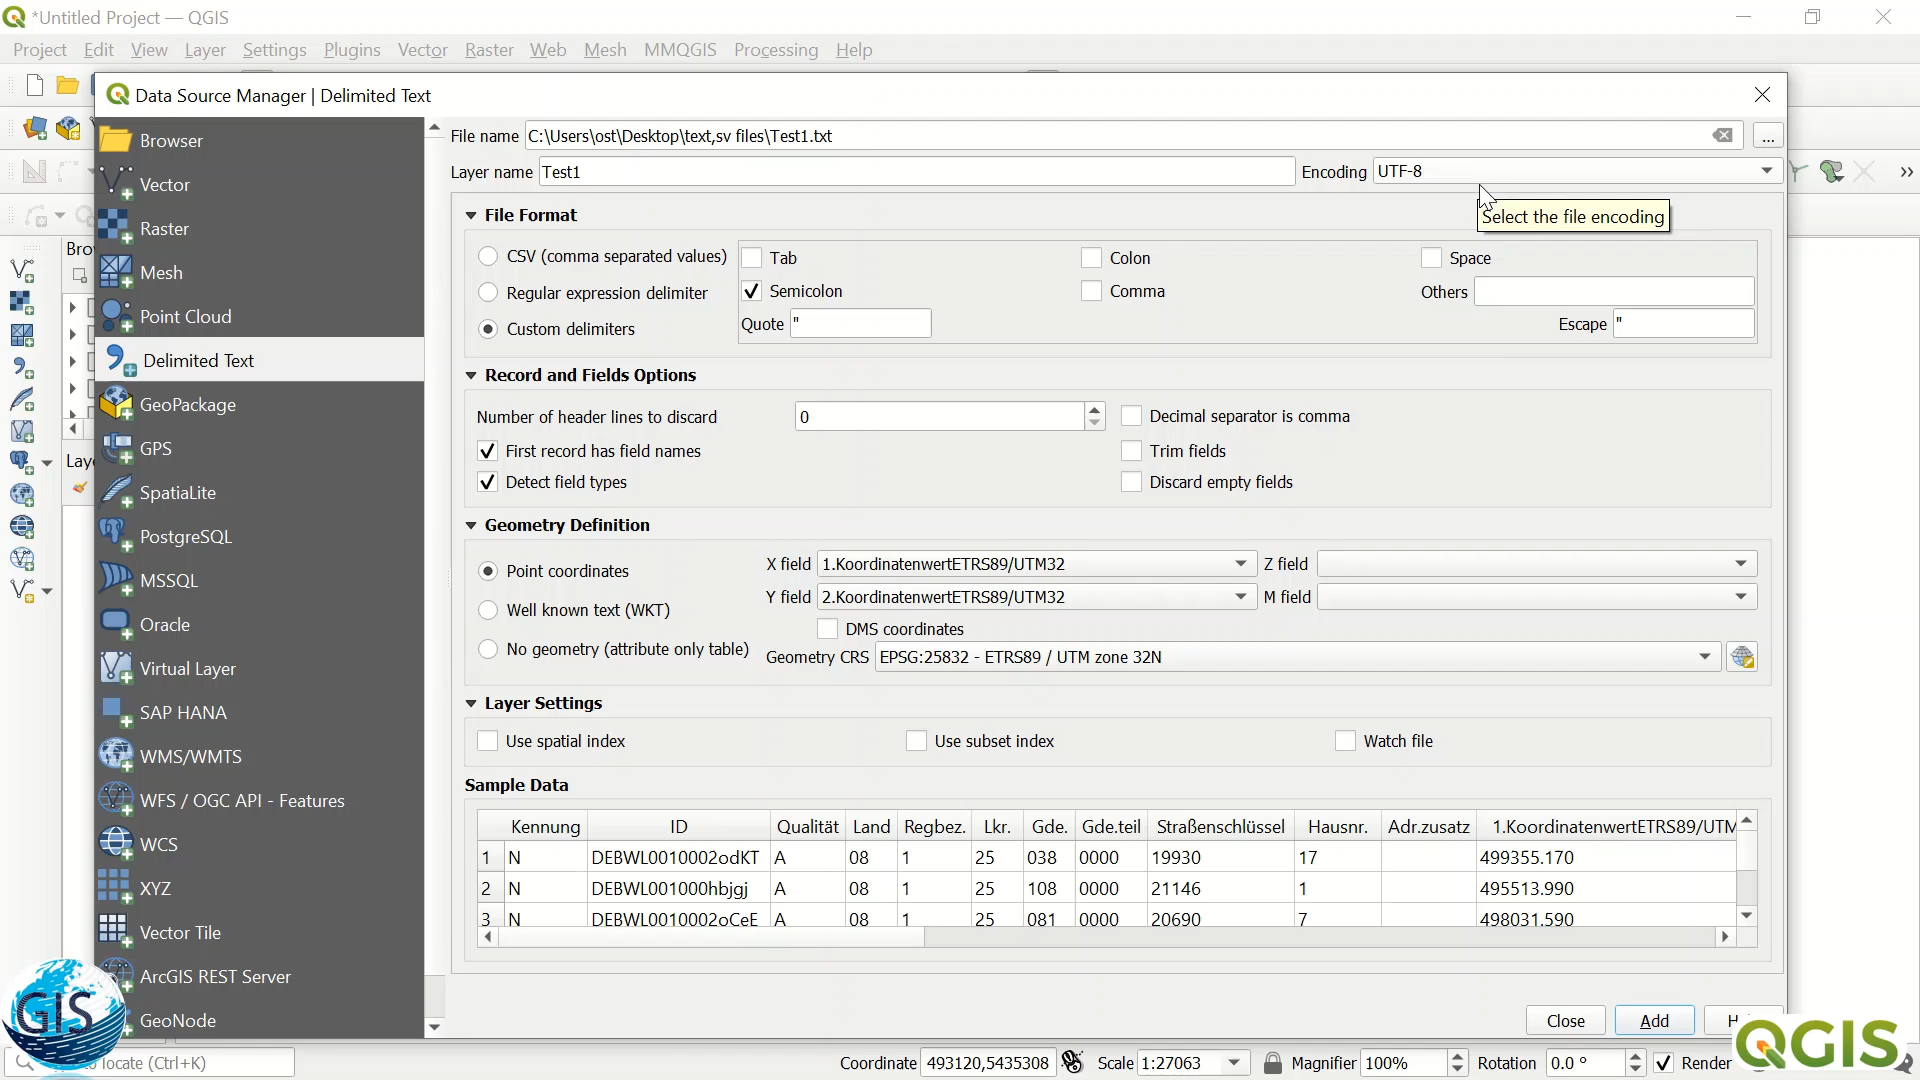 *Untitled Project — QGIS
Project Edit View Layer Settings Plugins Vector Raster Web Mesh MMQGIS Processing Help
Data Source Manager | Delimited Text
Browser
Vector
Raster
Mesh
Point Cloud
Delimited Text
GeoPackage
GPS
SpatiaLite
PostgreSQL
MSSQL
Oracle
Virtual Layer
SAP HANA
WMS/WMTS
WFS / OGC API - Features
WCS
XYZ
Vector Tile
ArcGIS REST Server
GeoNode
File name C:\Users\ost\Desktop\text,sv files\Test1.txt ...
Layer name Test1 Encoding UTF-8
Select the file encoding
File Format
CSV (comma separated values) Tab Colon Space
Regular expression delimiter Semicolon Comma Others
Custom delimiters Quote " Escape "
Record and Fields Options
Number of header lines to discard 0 Decimal separator is comma
First record has field names Trim fields
Detect field types Discard empty fields
Geometry Definition
Point coordinates X field 1.KoordinatenwertETRS89/UTM32 Z field
Well known text (WKT) Y field 2.KoordinatenwertETRS89/UTM32 M field
DMS coordinates
No geometry (attribute only table) Geometry CRS EPSG:25832 - ETRS89 / UTM zone 32N
Layer Settings
Use spatial index Use subset index Watch file
Sample Data
Kennung ID Qualität Land Regbez. Lkr. Gde. Gde.teil Straßenschlüssel Hausnr. Adr.zusatz 1.KoordinatenwertETRS89/UTM
1 N DEBWL0010002odKT A 08 1 25 038 0000 19930 17 499355.170
2 N DEBWL001000hbjgj A 08 1 25 108 0000 21146 1 495513.990
3 N DEBWL0010002oCeE A 08 1 25 081 0000 20690 7 498031.590
Close Add
GIS
QGIS
locate (Ctrl+K) Coordinate 493120,5435308 Scale 1:27063 Magnifier 100% Rotation 0.0 ° Render